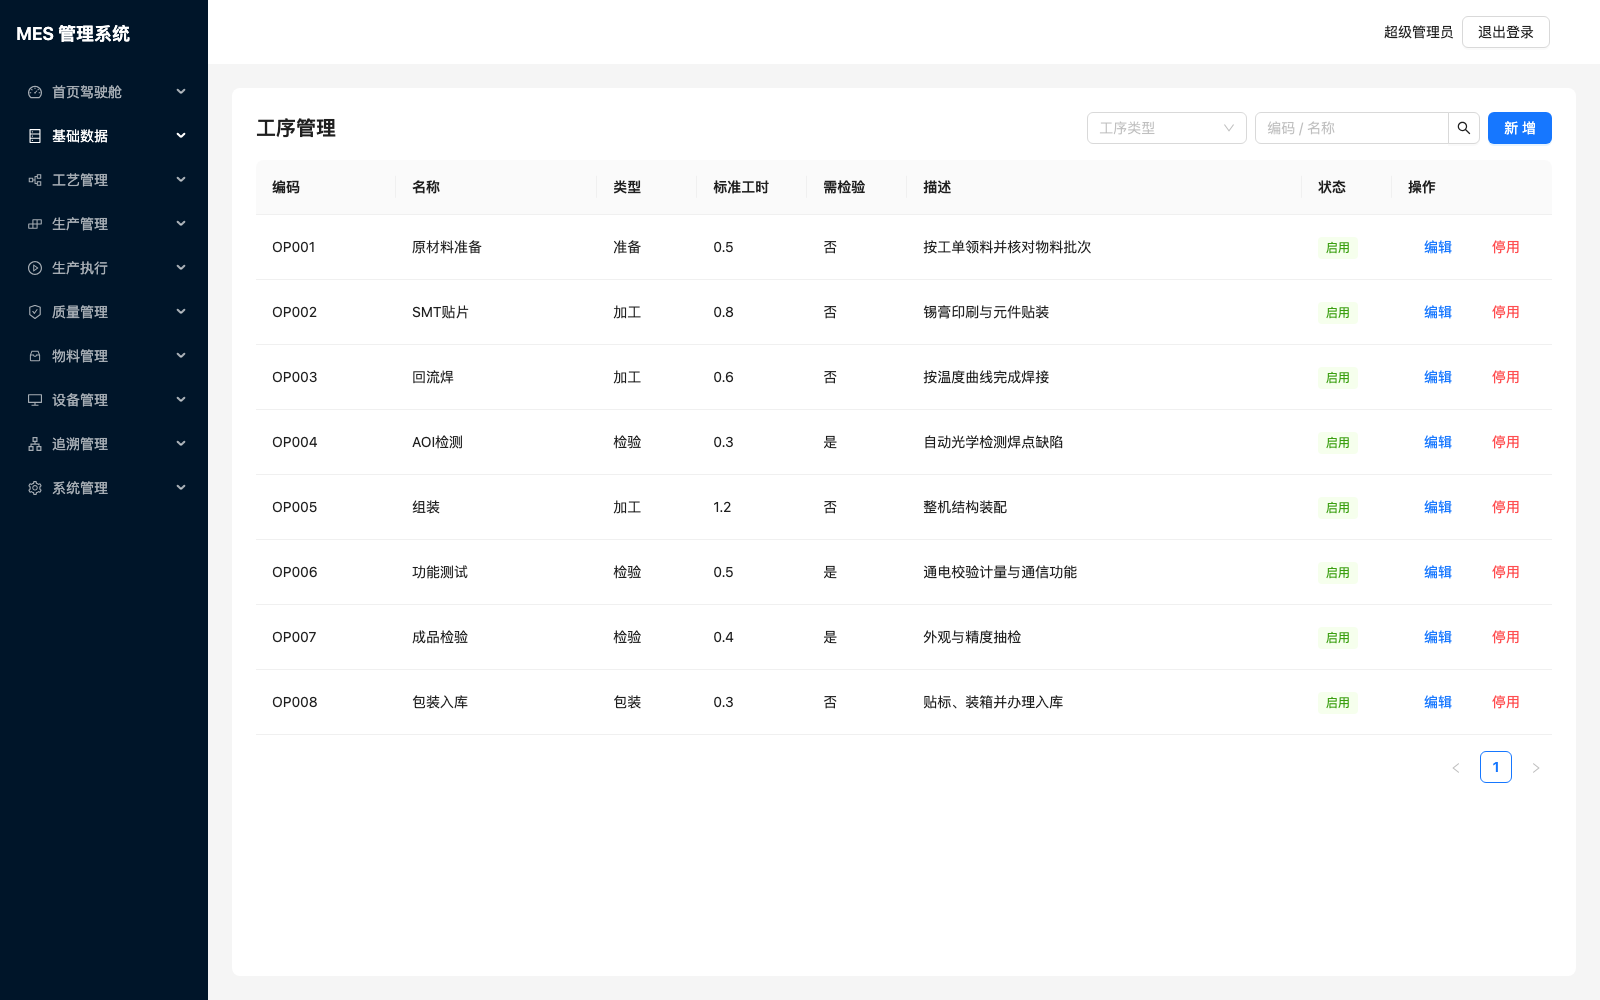 MES 管理系统
首页驾驶舱
基础数据
工艺管理
生产管理
生产执行
质量管理
物料管理
设备管理
追溯管理
系统管理
超级管理员 退出登录
工序管理 工序类型 编码 / 名称 新 增
编码 名称 类型 标准工时 需检验 描述 状态 操作
OP001 原材料准备 准备 0.5 否 按工单领料并核对物料批次 启用 编辑 停用
OP002 SMT贴片 加工 0.8 否 锡膏印刷与元件贴装 启用 编辑 停用
OP003 回流焊 加工 0.6 否 按温度曲线完成焊接 启用 编辑 停用
OP004 AOI检测 检验 0.3 是 自动光学检测焊点缺陷 启用 编辑 停用
OP005 组装 加工 1.2 否 整机结构装配 启用 编辑 停用
OP006 功能测试 检验 0.5 是 通电校验计量与通信功能 启用 编辑 停用
OP007 成品检验 检验 0.4 是 外观与精度抽检 启用 编辑 停用
OP008 包装入库 包装 0.3 否 贴标、装箱并办理入库 启用 编辑 停用
1